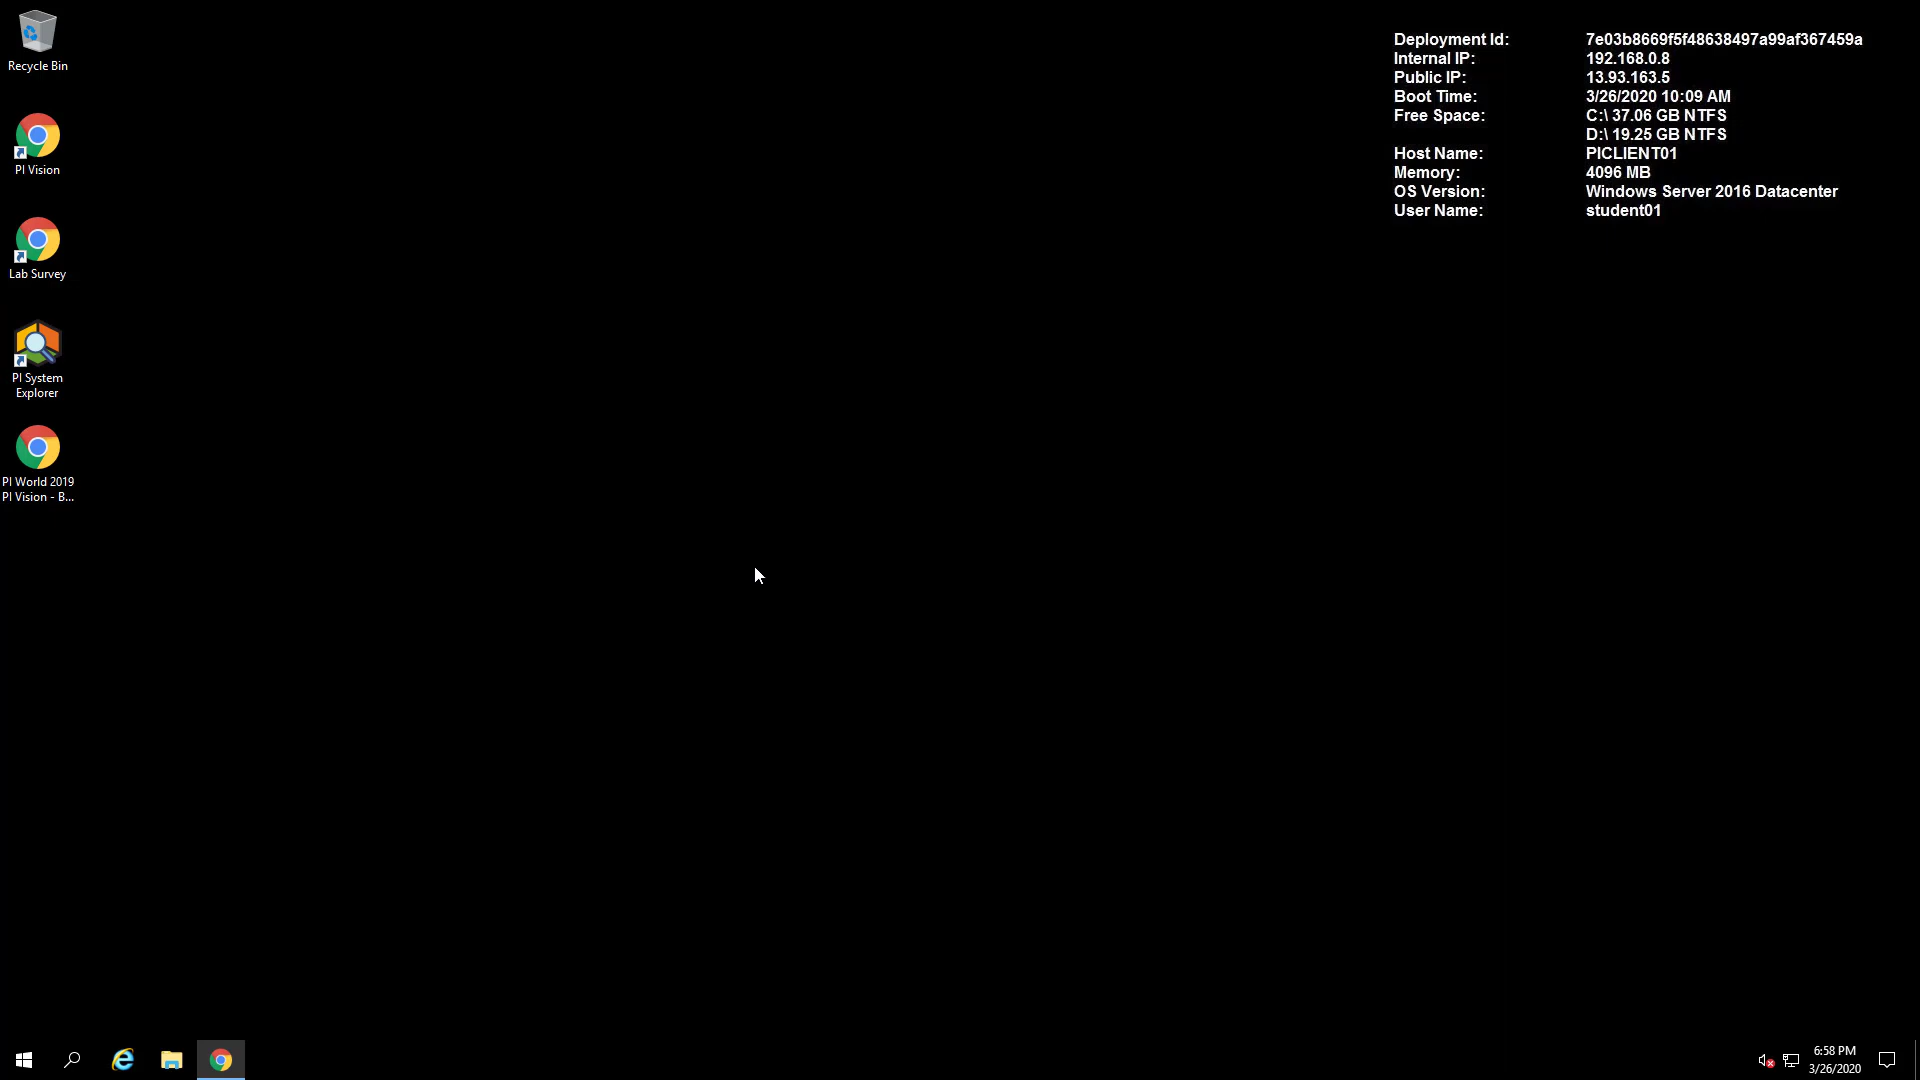 Recycle Bin
PI Vision
Lab Survey
PI System
Explorer
PI World 2019
PI Vision - B...
Deployment Id: 7e03b8669f5f48638497a99af367459a
Internal IP: 192.168.0.8
Public IP: 13.93.163.5
Boot Time: 3/26/2020 10:09 AM
Free Space: C:\ 37.06 GB NTFS
D:\ 19.25 GB NTFS
Host Name: PICLIENT01
Memory: 4096 MB
OS Version: Windows Server 2016 Datacenter
User Name: student01
6:58 PM
3/26/2020